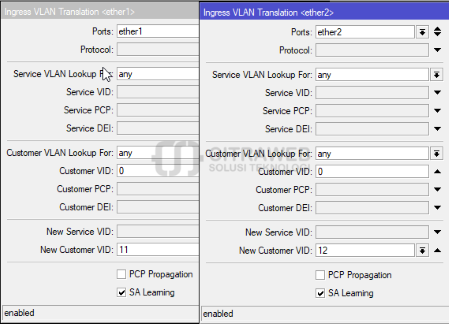 Ingress VLAN Translation <ether1>
Ports: ether1
Protocol:
Service VLAN Lookup For: any
Service VID:
Service PCP:
Service DEI:
Customer VLAN Lookup For: any
Customer VID: 0
Customer PCP:
Customer DEI:
New Service VID:
New Customer VID: 11
PCP Propagation
SA Learning
enabled
Ingress VLAN Translation <ether2>
Ports: ether2
Protocol:
Service VLAN Lookup For: any
Service VID:
Service PCP:
Service DEI:
Customer VLAN Lookup For: any
Customer VID: 0
Customer PCP:
Customer DEI:
New Service VID:
New Customer VID: 12
PCP Propagation
SA Learning
enabled
CITRAWEB
SOLUSI TEKNOLOGI